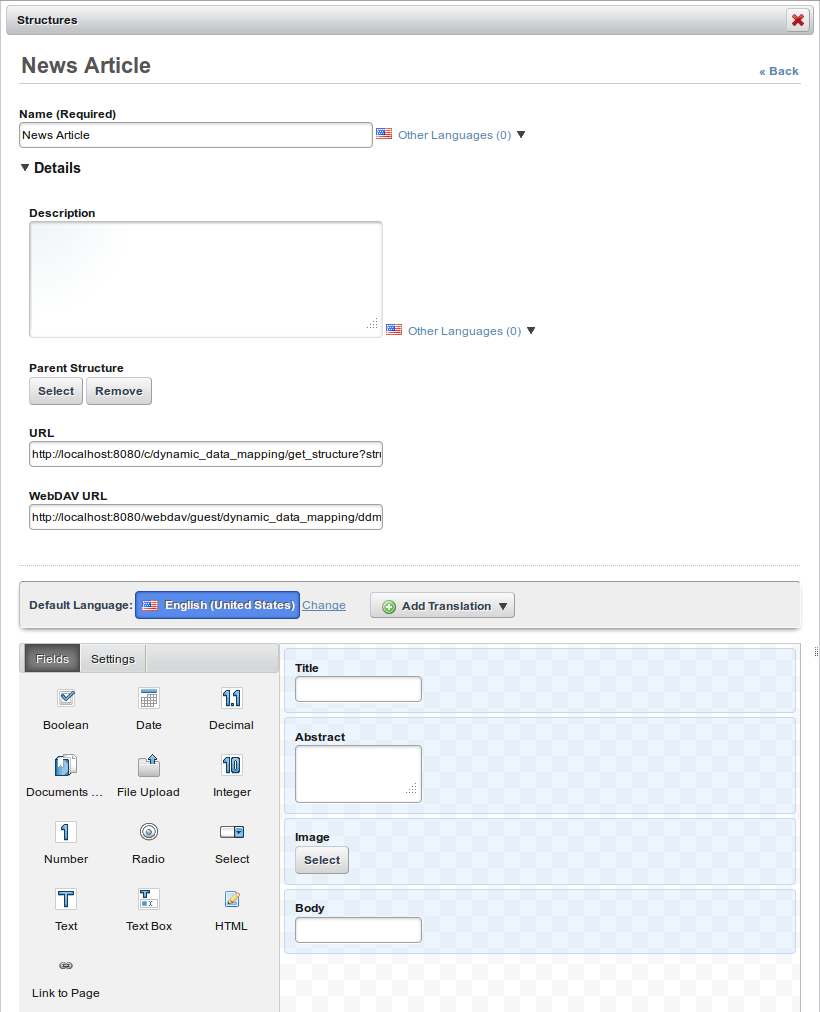 Structures
News Article
« Back
Name (Required)
News Article
Other Languages (0) ▼
▼ Details
Description
Other Languages (0) ▼
Parent Structure
Select Remove
URL
http://localhost:8080/c/dynamic_data_mapping/get_structure?stru
WebDAV URL
http://localhost:8080/webdav/guest/dynamic_data_mapping/ddm
Default Language: English (United States) Change Add Translation ▼
Fields Settings
Boolean Date Decimal
Documents ... File Upload Integer
Number Radio Select
Text Text Box HTML
Link to Page
Title
Abstract
Image
Select
Body